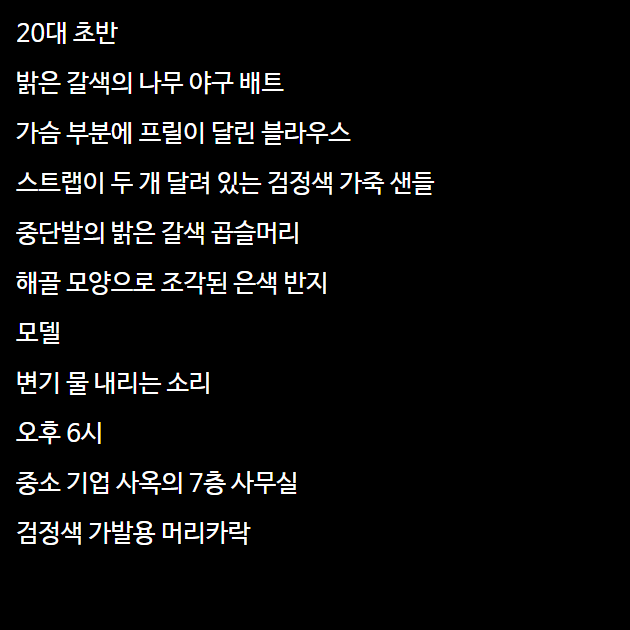 20대 초반
밝은 갈색의 나무 야구 배트
가슴 부분에 프릴이 달린 블라우스
스트랩이 두 개 달려 있는 검정색 가죽 샌들
중단발의 밝은 갈색 곱슬머리
해골 모양으로 조각된 은색 반지
모델
변기 물 내리는 소리
오후 6시
중소 기업 사옥의 7층 사무실
검정색 가발용 머리카락